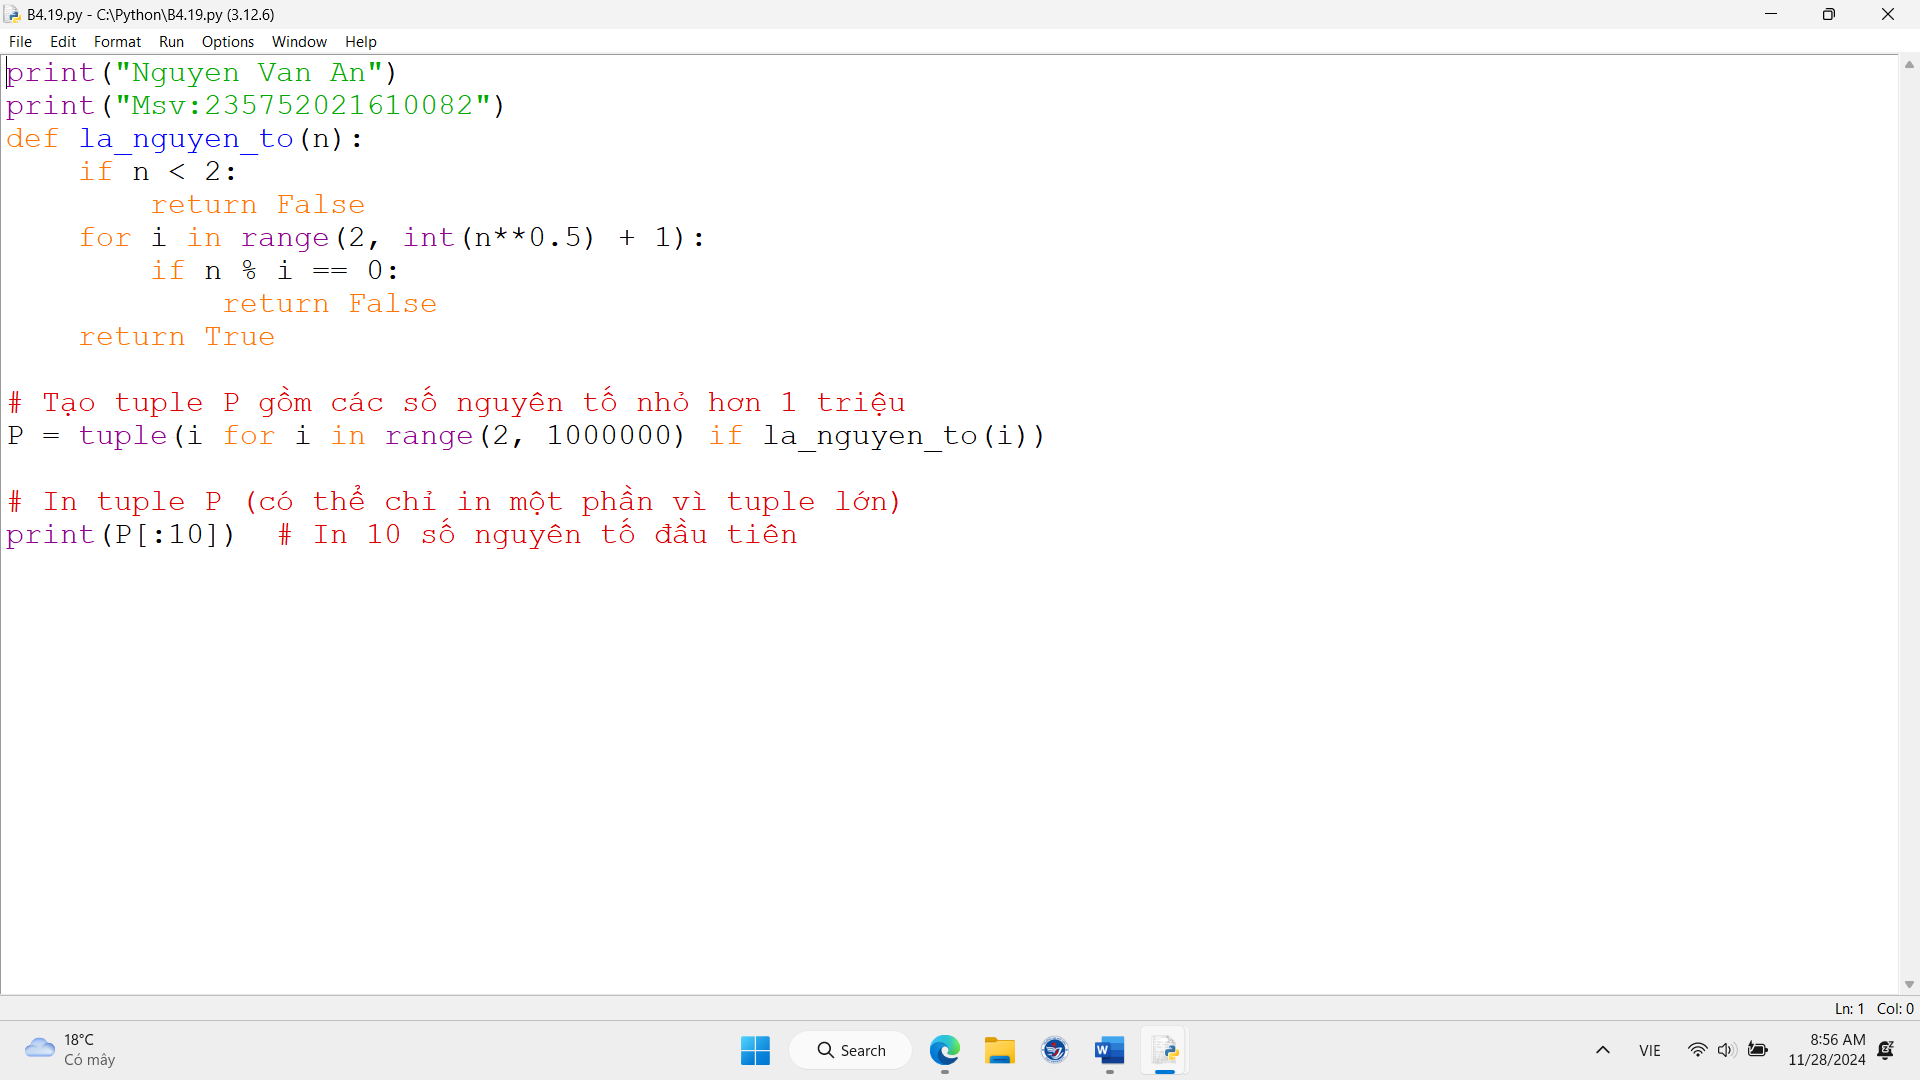 B4.19.py - C:\Python\B4.19.py (3.12.6)
File Edit Format Run Options Window Help
print("Nguyen Van An")
print("Msv:235752021610082")
def la_nguyen_to(n):
    if n < 2:
        return False
    for i in range(2, int(n**0.5) + 1):
        if n % i == 0:
            return False
    return True
# Tạo tuple P gồm các số nguyên tố nhỏ hơn 1 triệu
P = tuple(i for i in range(2, 1000000) if la_nguyen_to(i))
# In tuple P (có thể chỉ in một phần vì tuple lớn)
print(P[:10])  # In 10 số nguyên tố đầu tiên
Ln: 1 Col: 0
18°C
Có mây
Search
VIE
8:56 AM
11/28/2024